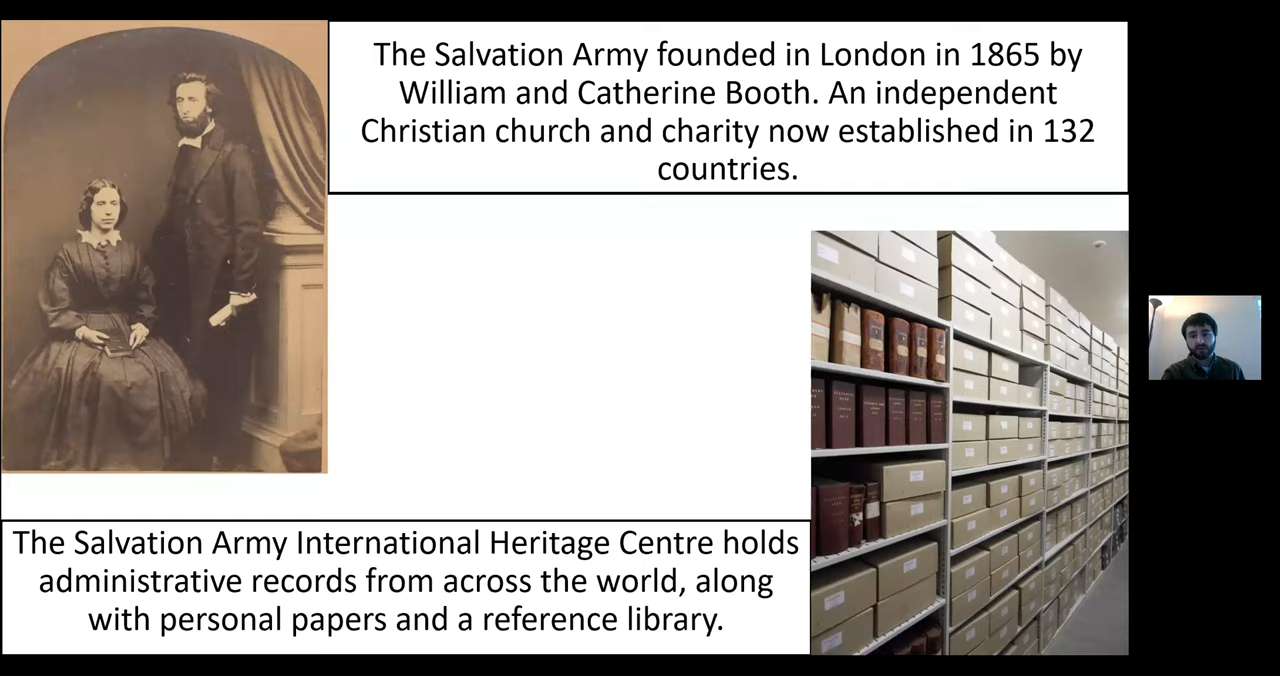 The Salvation Army founded in London in 1865 by
William and Catherine Booth. An independent
Christian church and charity now established in 132
countries.
The Salvation Army International Heritage Centre holds
administrative records from across the world, along
with personal papers and a reference library.